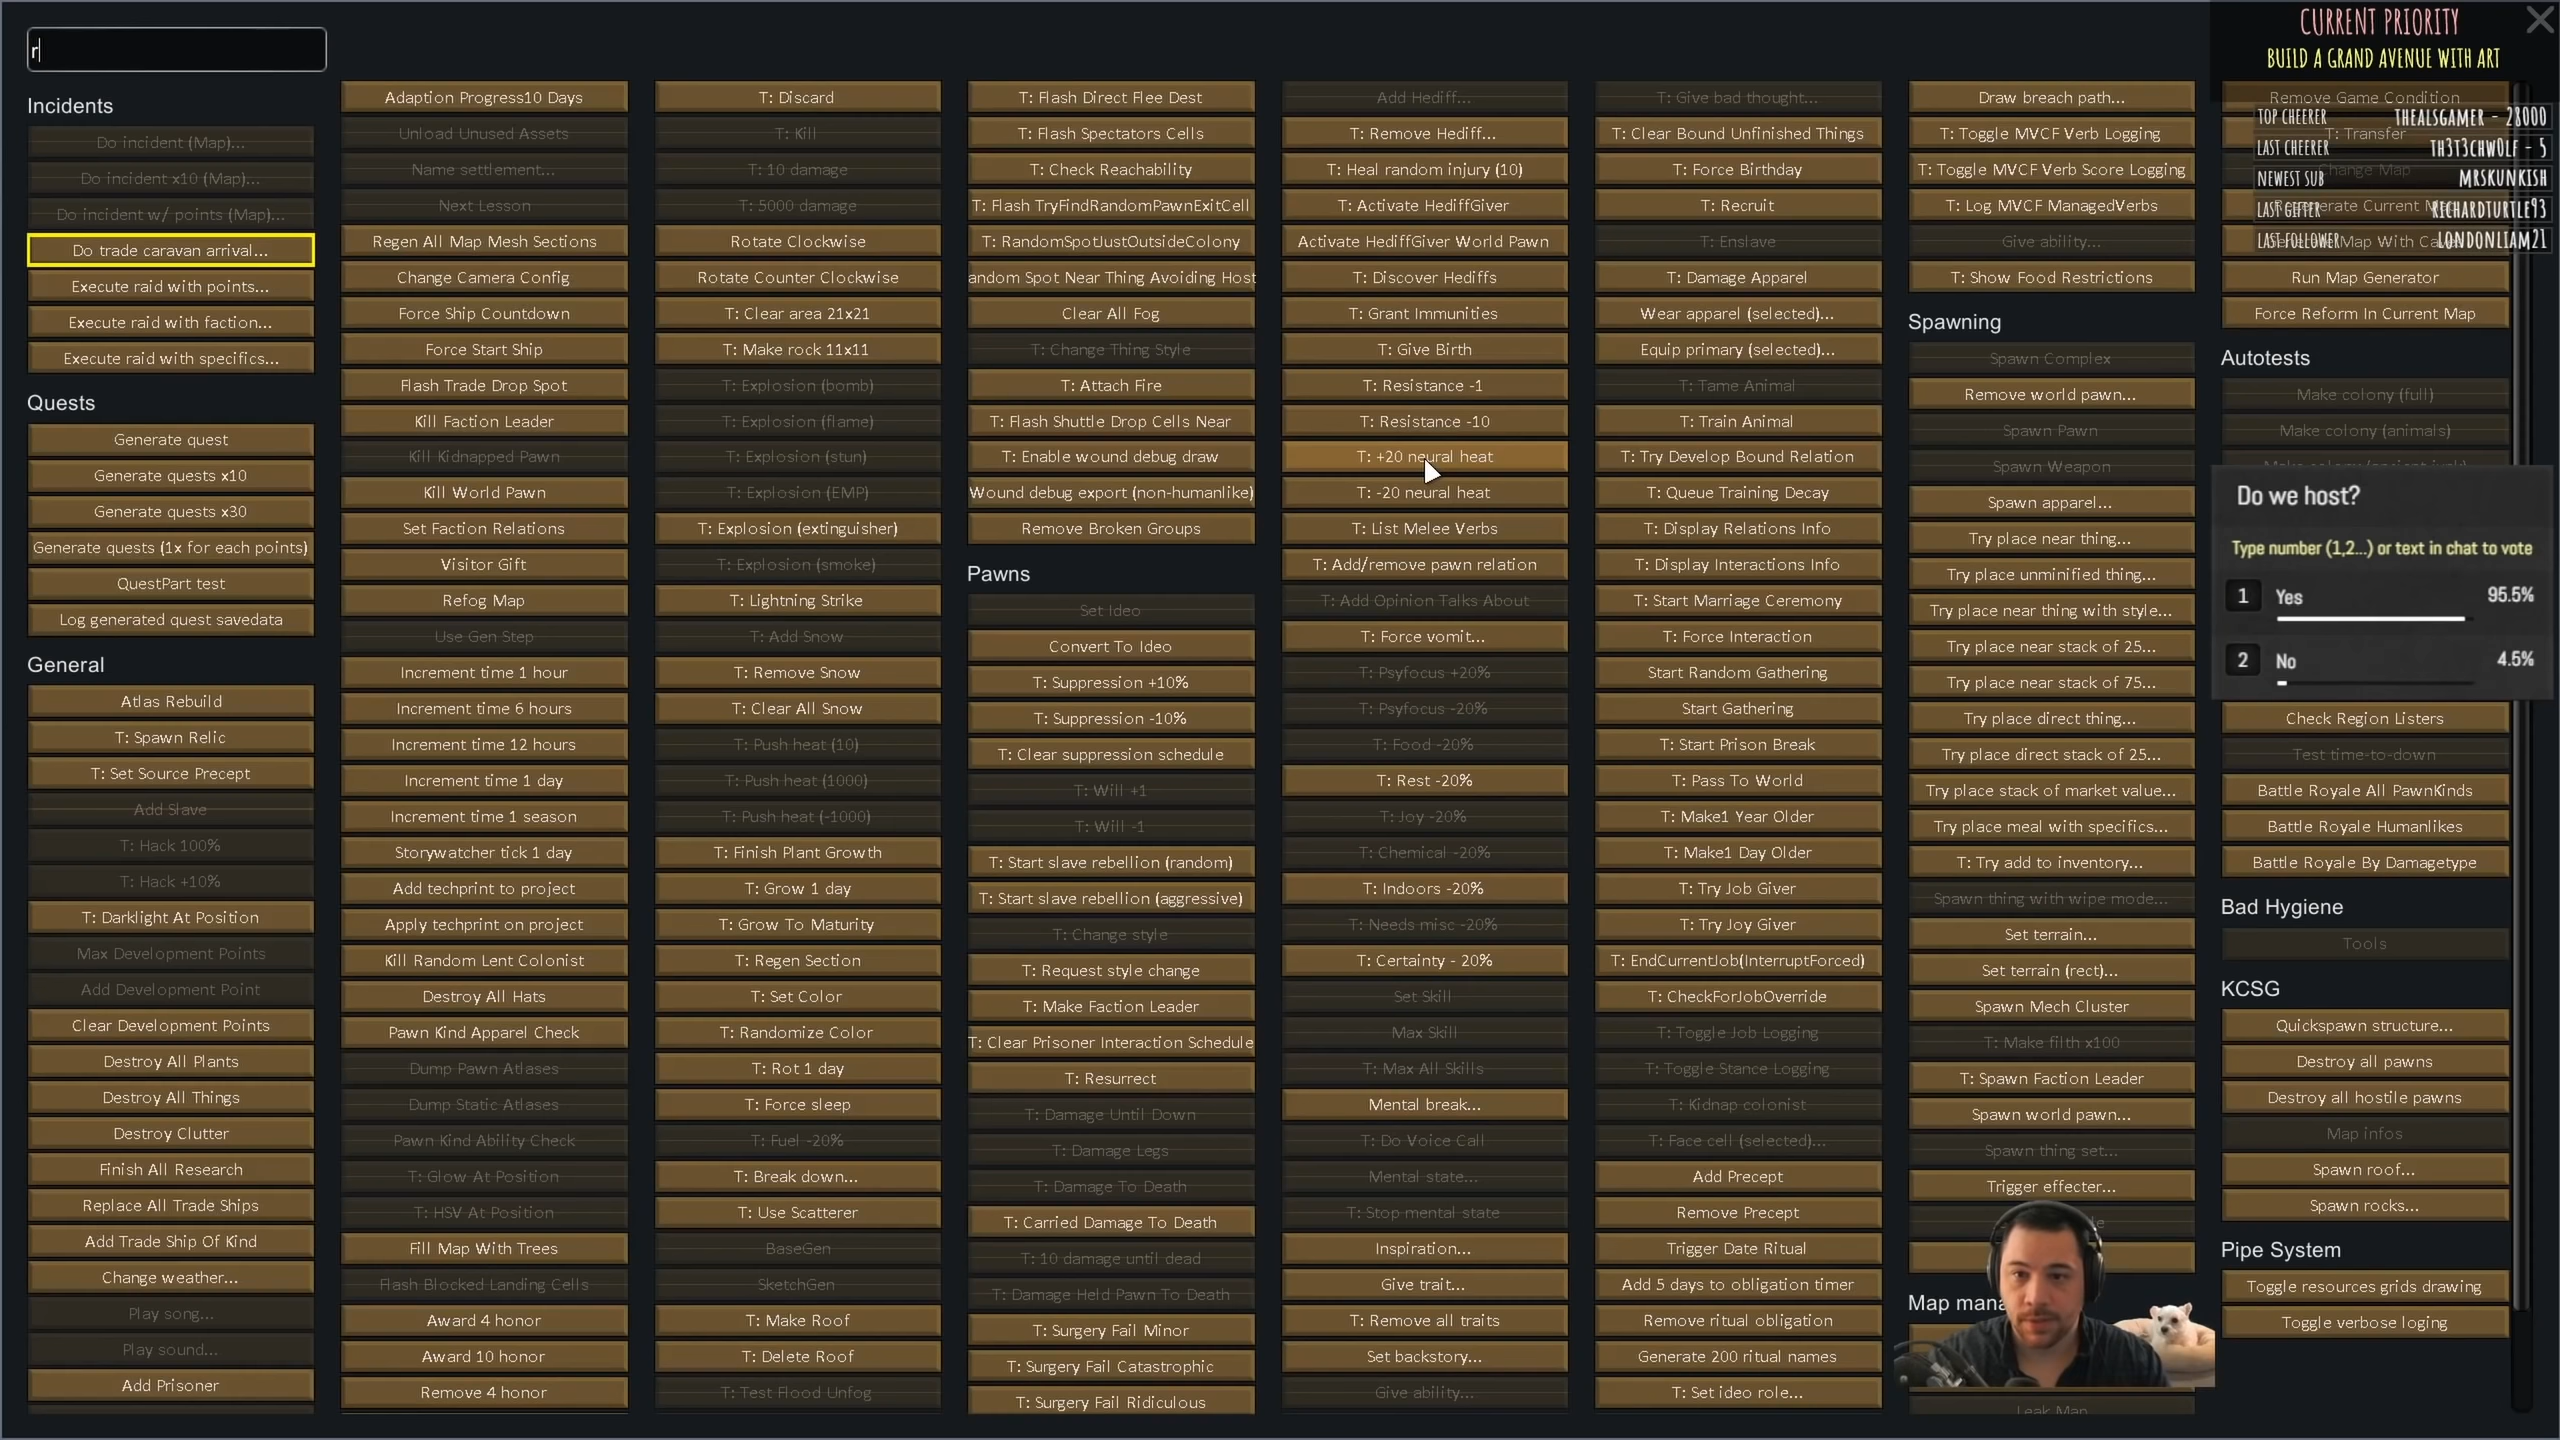 r
Incidents
Do incident (Map)...
Do incident x10 (Map)...
Do incident w/ points (Map)...
Do trade caravan arrival...
Execute raid with points...
Execute raid with faction...
Execute raid with specifics...
Quests
Generate quest
Generate quests x10
Generate quests x30
Generate quests (1x for each points)
QuestPart test
Log generated quest savedata
General
Atlas Rebuild
T: Spawn Relic
T: Set Source Precept
Add Slave
T: Hack 100%
T: Hack +10%
T: Darklight At Position
Max Development Points
Add Development Point
Clear Development Points
Destroy All Plants
Destroy All Things
Destroy Clutter
Finish All Research
Replace All Trade Ships
Add Trade Ship Of Kind
Change weather...
Play song...
Play sound...
Add Prisoner
Adaption Progress10 Days
Unload Unused Assets
Name settlement...
Next Lesson
Regen All Map Mesh Sections
Change Camera Config
Force Ship Countdown
Force Start Ship
Flash Trade Drop Spot
Kill Faction Leader
Kill Kidnapped Pawn
Kill World Pawn
Set Faction Relations
Visitor Gift
Refog Map
Use Gen Step
Increment time 1 hour
Increment time 6 hours
Increment time 12 hours
Increment time 1 day
Increment time 1 season
Storywatcher tick 1 day
Add techprint to project
Apply techprint on project
Kill Random Lent Colonist
Destroy All Hats
Pawn Kind Apparel Check
Dump Pawn Atlases
Dump Static Atlases
Pawn Kind Ability Check
T: Glow At Position
T: HSV At Position
Fill Map With Trees
Flash Blocked Landing Cells
Award 4 honor
Award 10 honor
Remove 4 honor
T: Discard
T: Kill
T: 10 damage
T: 5000 damage
Rotate Clockwise
Rotate Counter Clockwise
T: Clear area 21x21
T: Make rock 11x11
T: Explosion (bomb)
T: Explosion (flame)
T: Explosion (stun)
T: Explosion (EMP)
T: Explosion (extinguisher)
T: Explosion (smoke)
T: Lightning Strike
T: Add Snow
T: Remove Snow
T: Clear All Snow
T: Push heat (10)
T: Push heat (1000)
T: Push heat (-1000)
T: Finish Plant Growth
T: Grow 1 day
T: Grow To Maturity
T: Regen Section
T: Set Color
T: Randomize Color
T: Rot 1 day
T: Force sleep
T: Fuel -20%
T: Break down...
T: Use Scatterer
BaseGen
SketchGen
T: Make Roof
T: Delete Roof
T: Test Flood Unfog
T: Flash Direct Flee Dest
T: Flash Spectators Cells
T: Check Reachability
T: Flash TryFindRandomPawnExitCell
T: RandomSpotJustOutsideColony
andom Spot Near Thing Avoiding Host
Clear All Fog
T: Change Thing Style
T: Attach Fire
T: Flash Shuttle Drop Cells Near
T: Enable wound debug draw
Wound debug export (non-humanlike)
Remove Broken Groups
Pawns
Set Ideo
Convert To Ideo
T: Suppression +10%
T: Suppression -10%
T: Clear suppression schedule
T: Will +1
T: Will -1
T: Start slave rebellion (random)
T: Start slave rebellion (aggressive)
T: Change style
T: Request style change
T: Make Faction Leader
T: Clear Prisoner Interaction Schedule
T: Resurrect
T: Damage Until Down
T: Damage Legs
T: Damage To Death
T: Carried Damage To Death
T: 10 damage until dead
T: Damage Held Pawn To Death
T: Surgery Fail Minor
T: Surgery Fail Catastrophic
T: Surgery Fail Ridiculous
Add Hediff...
T: Remove Hediff...
T: Heal random injury (10)
T: Activate HediffGiver
Activate HediffGiver World Pawn
T: Discover Hediffs
T: Grant Immunities
T: Give Birth
T: Resistance -1
T: Resistance -10
T: +20 neural heat
T: -20 neural heat
T: List Melee Verbs
T: Add/remove pawn relation
T: Add Opinion Talks About
T: Force vomit...
T: Psyfocus +20%
T: Psyfocus -20%
T: Food -20%
T: Rest -20%
T: Joy -20%
T: Chemical -20%
T: Indoors -20%
T: Needs misc -20%
T: Certainty - 20%
Set Skill
Max Skill
T: Max All Skills
Mental break...
T: Do Voice Call
Mental state...
T: Stop mental state
Inspiration...
Give trait...
T: Remove all traits
Set backstory...
Give ability...
T: Give bad thought...
T: Clear Bound Unfinished Things
T: Force Birthday
T: Recruit
T: Enslave
T: Damage Apparel
Wear apparel (selected)...
Equip primary (selected)...
T: Tame Animal
T: Train Animal
T: Try Develop Bound Relation
T: Queue Training Decay
T: Display Relations Info
T: Display Interactions Info
T: Start Marriage Ceremony
T: Force Interaction
Start Random Gathering
Start Gathering
T: Start Prison Break
T: Pass To World
T: Make1 Year Older
T: Make1 Day Older
T: Try Job Giver
T: Try Joy Giver
T: EndCurrentJob(InterruptForced)
T: CheckForJobOverride
T: Toggle Job Logging
T: Toggle Stance Logging
T: Kidnap colonist
T: Face cell (selected)...
Add Precept
Remove Precept
Trigger Date Ritual
Add 5 days to obligation timer
Remove ritual obligation
Generate 200 ritual names
T: Set ideo role...
Draw breach path...
T: Toggle MVCF Verb Logging
T: Toggle MVCF Verb Score Logging
T: Log MVCF ManagedVerbs
Give ability...
T: Show Food Restrictions
Spawning
Spawn Complex
Remove world pawn...
Spawn Pawn
Spawn Weapon
Spawn apparel...
Try place near thing...
Try place unminified thing...
Try place near thing with style...
Try place near stack of 25...
Try place near stack of 75...
Try place direct thing...
Try place direct stack of 25...
Try place stack of market value...
Try place meal with specifics...
T: Try add to inventory...
Spawn thing with wipe mode...
Set terrain...
Set terrain (rect)...
Spawn Mech Cluster
T: Make filth x100
T: Spawn Faction Leader
Spawn world pawn...
Spawn thing set...
Trigger effecter...
Map mana
Leak Map
CURRENT PRIORITY
BUILD A GRAND AVENUE WITH ART
Remove Game Condition
TOP CHEERER THEALSGAMER - 28000
T: Transfer
LAST CHEERER TH3T3CHW0LF - 5
Change Map
NEWEST SUB MRSKUNKISH
LAST GIFTER RICHARDTURTLE93
LAST FOLLOWER LONDONLIAM21
Run Map Generator
Force Reform In Current Map
Autotests
Make colony (full)
Make colony (animals)
Do we host?
Type number (1,2...) or text in chat to vote
1 Yes 95.5%
2 No 4.5%
Check Region Listers
Test time-to-down
Battle Royale All PawnKinds
Battle Royale Humanlikes
Battle Royale By Damagetype
Bad Hygiene
Tools
KCSG
Quickspawn structure...
Destroy all pawns
Destroy all hostile pawns
Map infos
Spawn roof...
Spawn rocks...
Pipe System
Toggle resources grids drawing
Toggle verbose loging